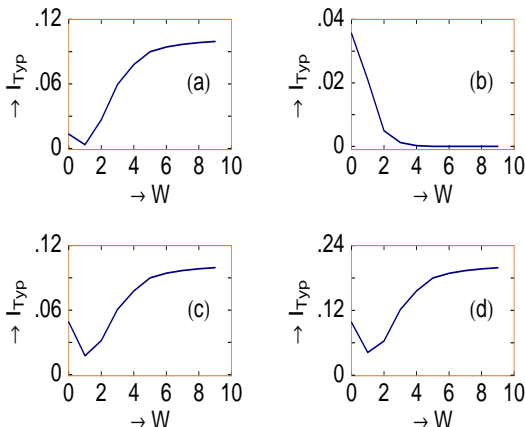 .12
.06
0
→ I_Typ
(a)
0 2 4 6 8 10
→ W
.04
.02
0
→ I_Typ
(b)
0 2 4 6 8 10
→ W
.12
.06
0
→ I_Typ
(c)
0 2 4 6 8 10
→ W
.24
.12
0
→ I_Typ
(d)
0 2 4 6 8 10
→ W